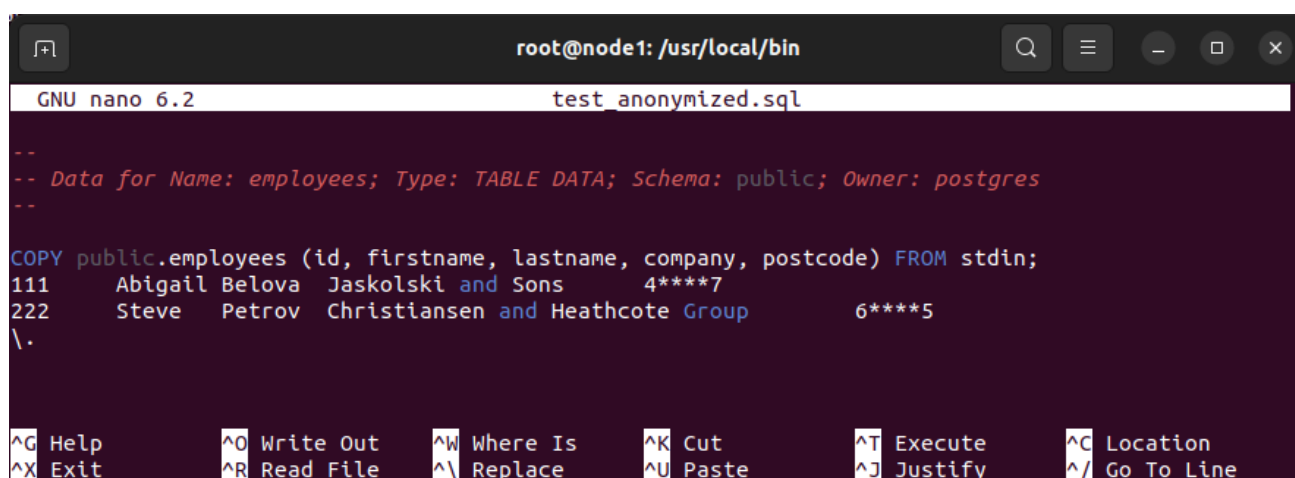 root@node1: /usr/local/bin
GNU nano 6.2 test_anonymized.sql
--
-- Data for Name: employees; Type: TABLE DATA; Schema: public; Owner: postgres
--
COPY public.employees (id, firstname, lastname, company, postcode) FROM stdin;
111 Abigail Belova Jaskolski and Sons 4****7
222 Steve Petrov Christiansen and Heathcote Group 6****5
\.
^G Help ^O Write Out ^W Where Is ^K Cut ^T Execute ^C Location
^X Exit ^R Read File ^\ Replace ^U Paste ^J Justify ^/ Go To Line